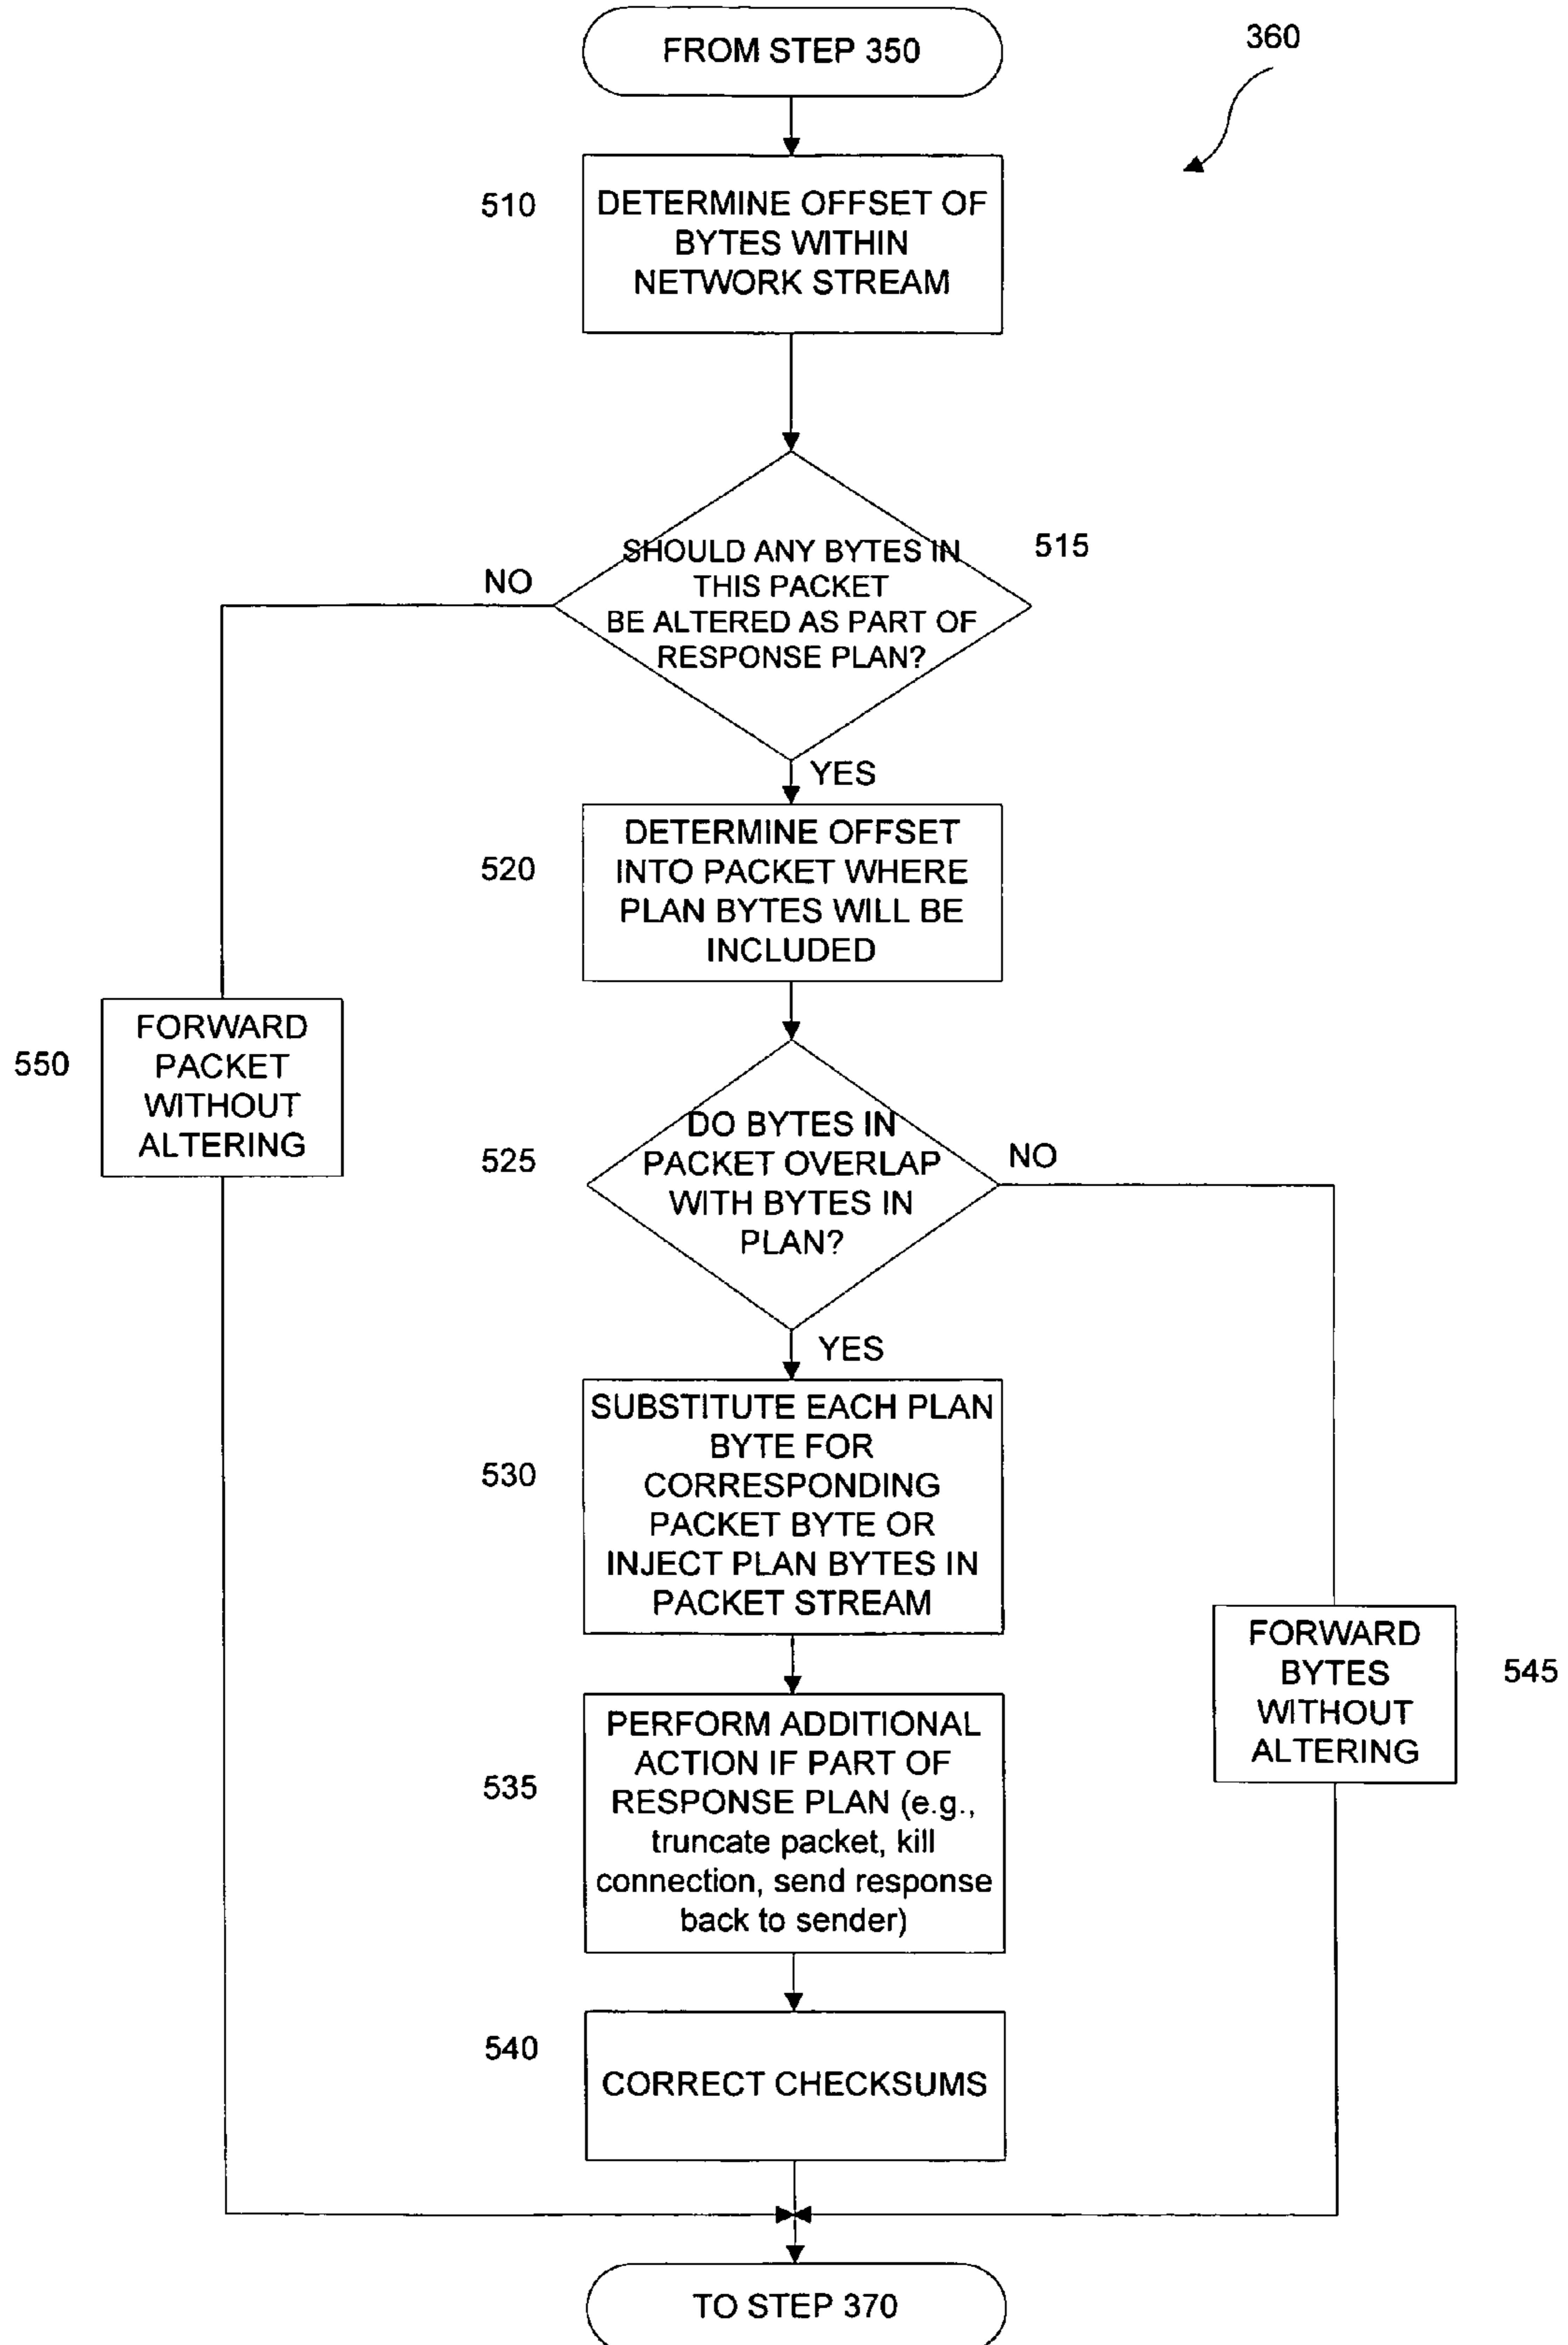 FROM STEP 350
360
510
DETERMINE OFFSET OF
BYTES WITHIN
NETWORK STREAM
515
SHOULD ANY BYTES IN
THIS PACKET
BE ALTERED AS PART OF
RESPONSE PLAN?
NO
YES
520
DETERMINE OFFSET
INTO PACKET WHERE
PLAN BYTES WILL BE
INCLUDED
550
FORWARD
PACKET
WITHOUT
ALTERING
525
DO BYTES IN
PACKET OVERLAP
WITH BYTES IN
PLAN?
NO
YES
530
SUBSTITUTE EACH PLAN
BYTE FOR
CORRESPONDING
PACKET BYTE OR
INJECT PLAN BYTES IN
PACKET STREAM
FORWARD
BYTES
WITHOUT
ALTERING
545
535
PERFORM ADDITIONAL
ACTION IF PART OF
RESPONSE PLAN (e.g.,
truncate packet, kill
connection, send response
back to sender)
540
CORRECT CHECKSUMS
TO STEP 370